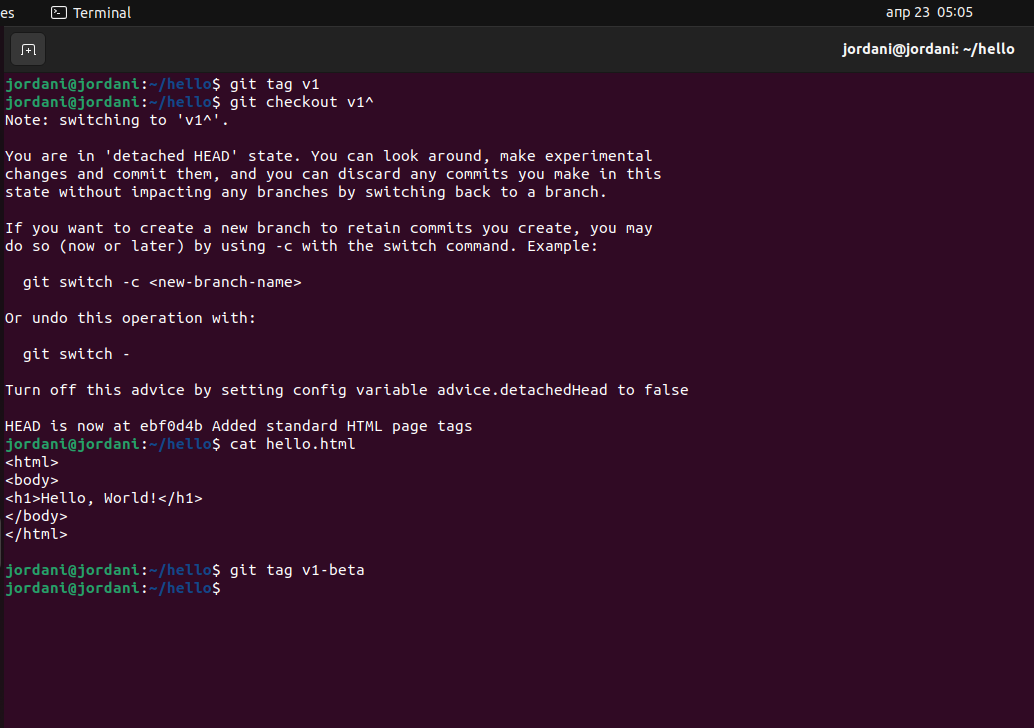 es Terminal апр 23 05:05
jordani@jordani: ~/hello
jordani@jordani:~/hello$ git tag v1
jordani@jordani:~/hello$ git checkout v1^
Note: switching to 'v1^'.
You are in 'detached HEAD' state. You can look around, make experimental
changes and commit them, and you can discard any commits you make in this
state without impacting any branches by switching back to a branch.
If you want to create a new branch to retain commits you create, you may
do so (now or later) by using -c with the switch command. Example:
git switch -c <new-branch-name>
Or undo this operation with:
git switch -
Turn off this advice by setting config variable advice.detachedHead to false
HEAD is now at ebf0d4b Added standard HTML page tags
jordani@jordani:~/hello$ cat hello.html
<html>
<body>
<h1>Hello, World!</h1>
</body>
</html>
jordani@jordani:~/hello$ git tag v1-beta
jordani@jordani:~/hello$